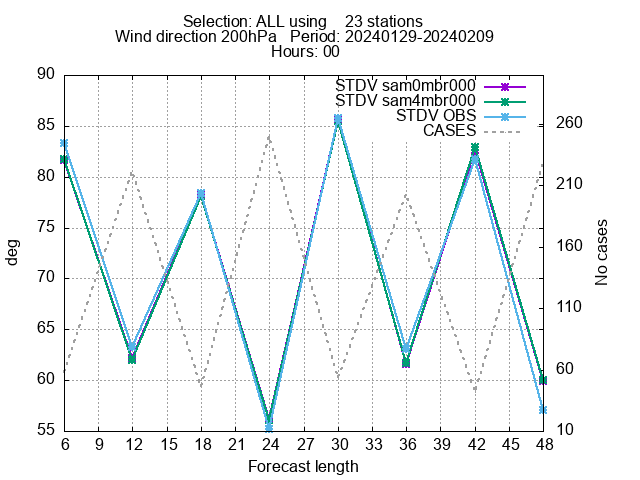 Selection: ALL using 23 stations
Wind direction 200hPa Period: 20240129-20240209
Hours: 00
STDV sam0mbr000
STDV sam4mbr000
STDV OBS
CASES
90
85
80
75
70
65
60
55
deg
260
210
160
110
60
10
No cases
6 9 12 15 18 21 24 27 30 33 36 39 42 45 48
Forecast length